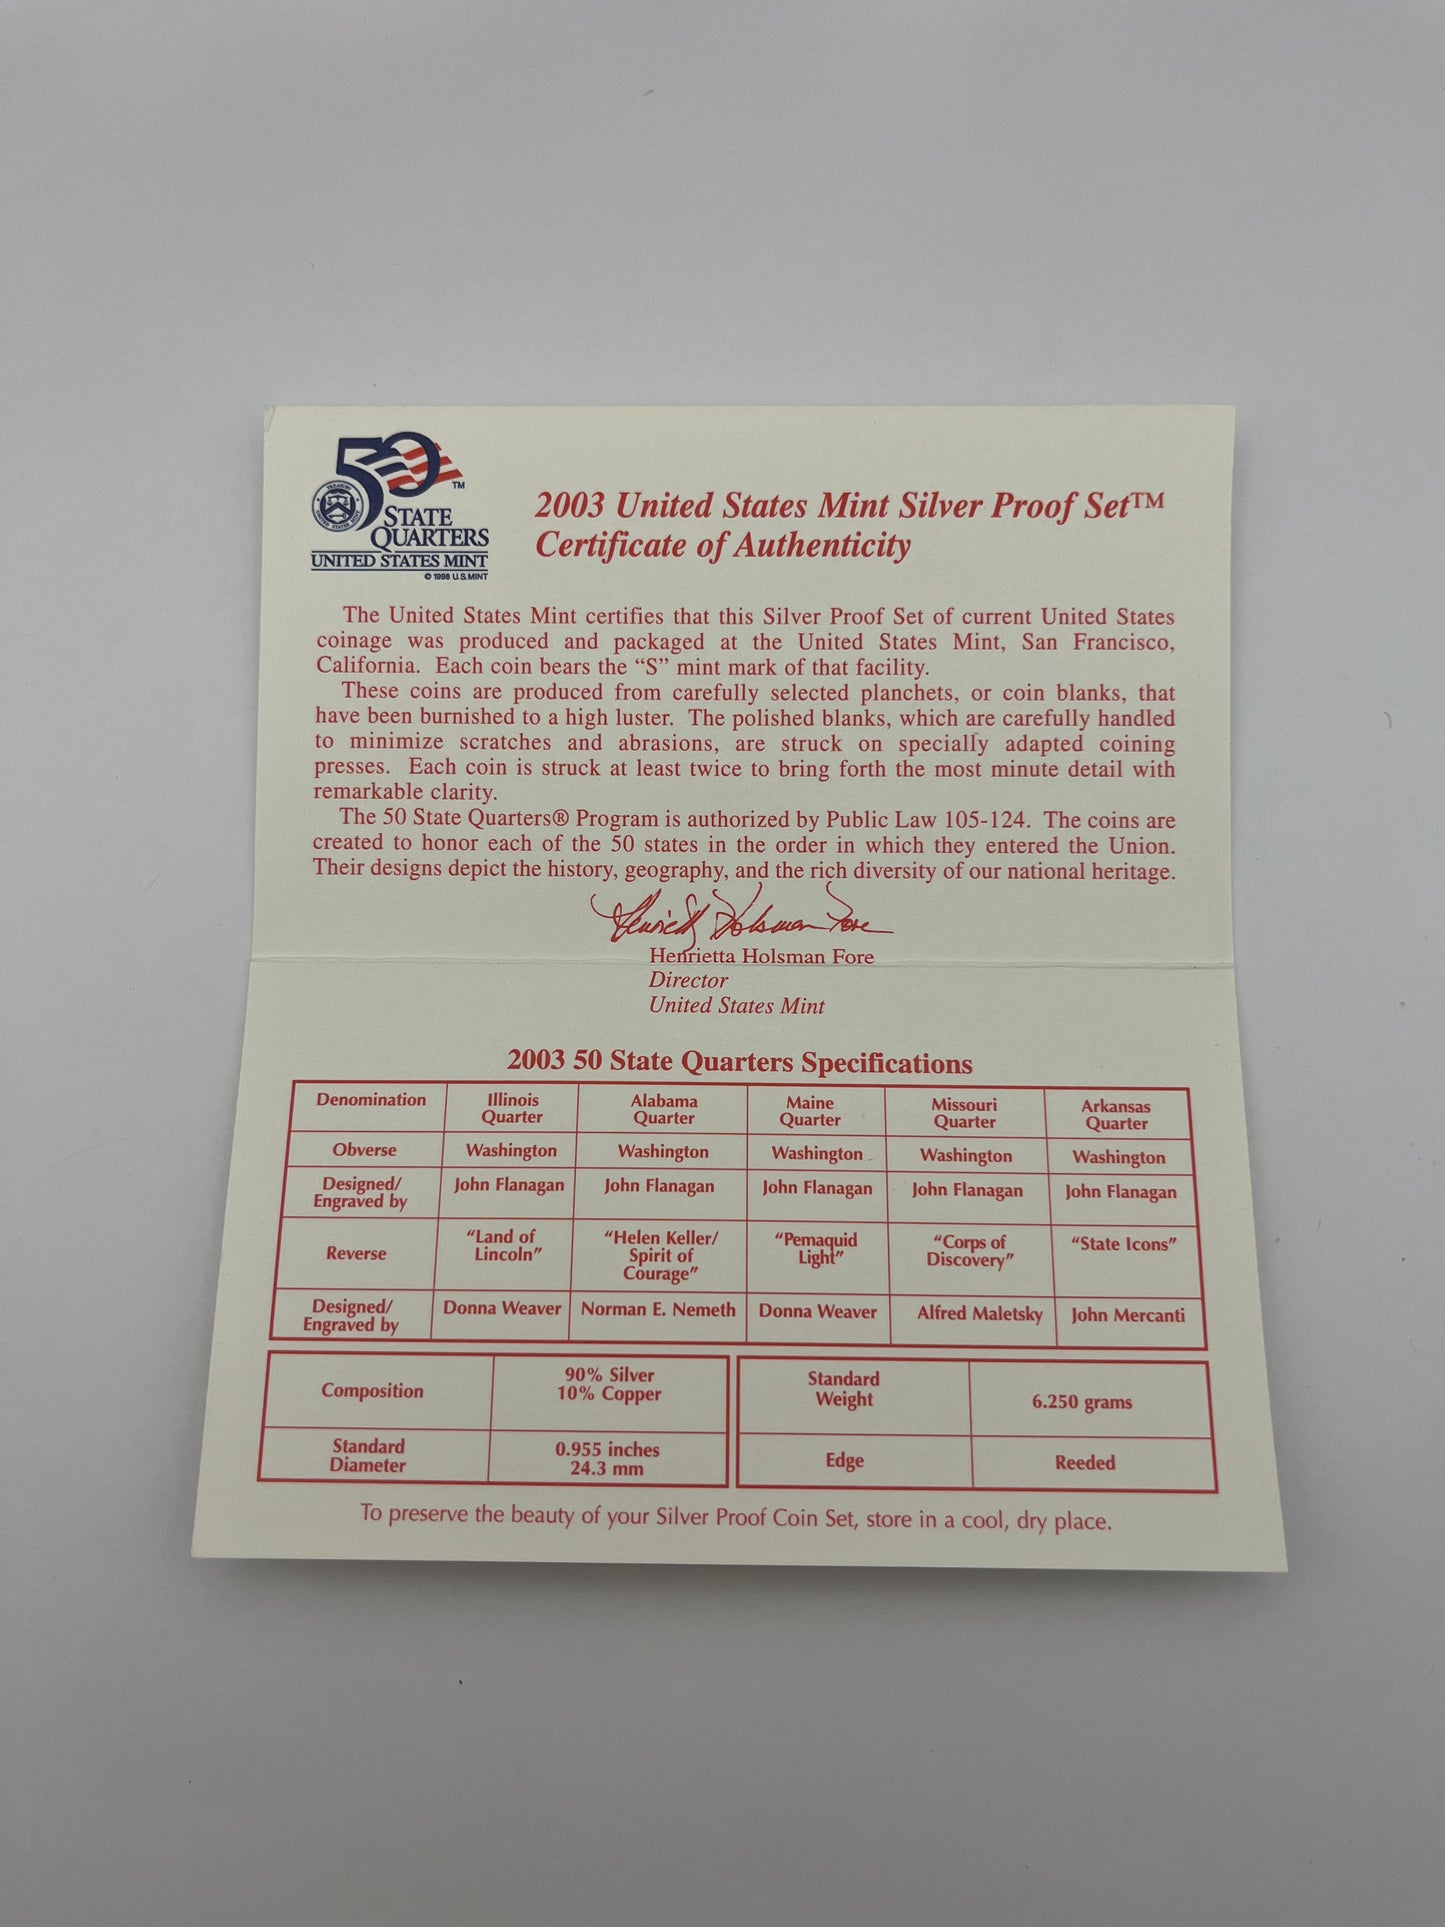 50
TM
STATE
QUARTERS
UNITED STATES MINT
© 1998 U.S. MINT
2003 United States Mint Silver Proof Set™
Certificate of Authenticity
The United States Mint certifies that this Silver Proof Set of current United States
coinage was produced and packaged at the United States Mint, San Francisco,
California. Each coin bears the “S” mint mark of that facility.
These coins are produced from carefully selected planchets, or coin blanks, that
have been burnished to a high luster. The polished blanks, which are carefully handled
to minimize scratches and abrasions, are struck on specially adapted coining
presses. Each coin is struck at least twice to bring forth the most minute detail with
remarkable clarity.
The 50 State Quarters® Program is authorized by Public Law 105-124. The coins are
created to honor each of the 50 states in the order in which they entered the Union.
Their designs depict the history, geography, and the rich diversity of our national heritage.
Henrietta Holsman Fore
Henrietta Holsman Fore
Director
United States Mint
2003 50 State Quarters Specifications
Denomination Illinois Quarter Alabama Quarter Maine Quarter Missouri Quarter Arkansas Quarter
Obverse Washington Washington Washington Washington Washington
Designed/ Engraved by John Flanagan John Flanagan John Flanagan John Flanagan John Flanagan
Reverse “Land of Lincoln” “Helen Keller/ Spirit of Courage” “Pemaquid Light” “Corps of Discovery” “State Icons”
Designed/ Engraved by Donna Weaver Norman E. Nemeth Donna Weaver Alfred Maletsky John Mercanti
Composition 90% Silver 10% Copper Standard Weight 6.250 grams
Standard Diameter 0.955 inches 24.3 mm Edge Reeded
To preserve the beauty of your Silver Proof Coin Set, store in a cool, dry place.